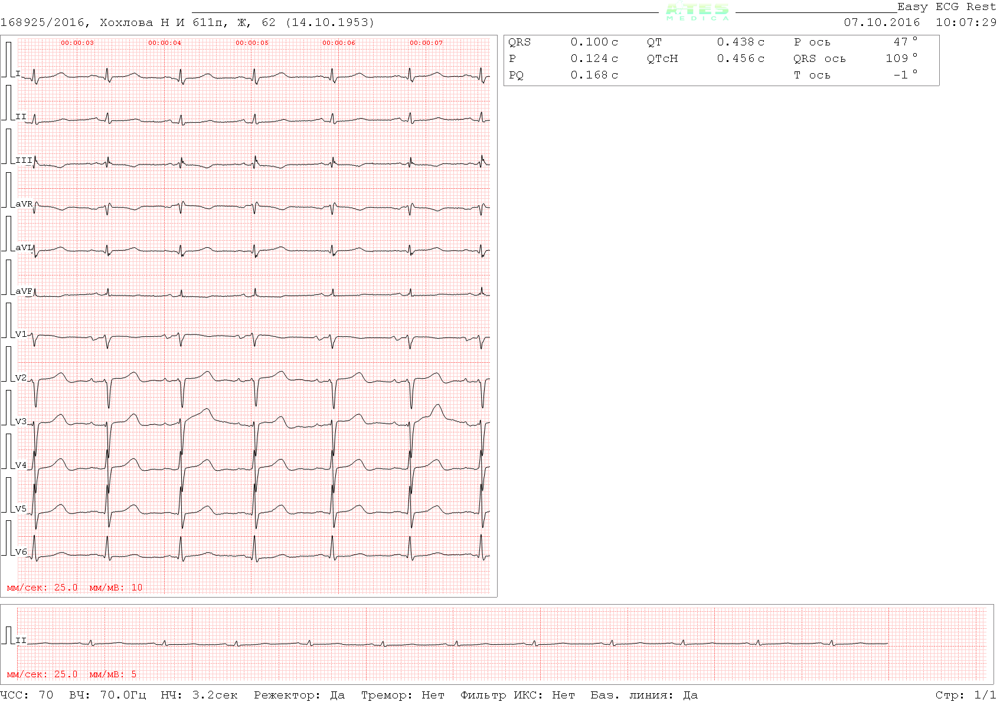 ATES
MEDICA
Easy ECG Rest
168925/2016, Хохлова Н И 611п, Ж, 62 (14.10.1953)
07.10.2016 10:07:29
00:00:03 00:00:04 00:00:05 00:00:06 00:00:07
QRS 0.100 с QT 0.438 с P ось 47 °
P 0.124 с QTcH 0.456 с QRS ось 109 °
PQ 0.168 с T ось -1 °
I
II
III
aVR
aVL
aVF
V1
V2
V3
V4
V5
V6
мм/сек: 25.0 мм/мВ: 10
II
мм/сек: 25.0 мм/мВ: 5
ЧСС: 70 ВЧ: 70.0Гц НЧ: 3.2сек Режектор: Да Тремор: Нет Фильтр ИКС: Нет Баз. линия: Да Стр: 1/1